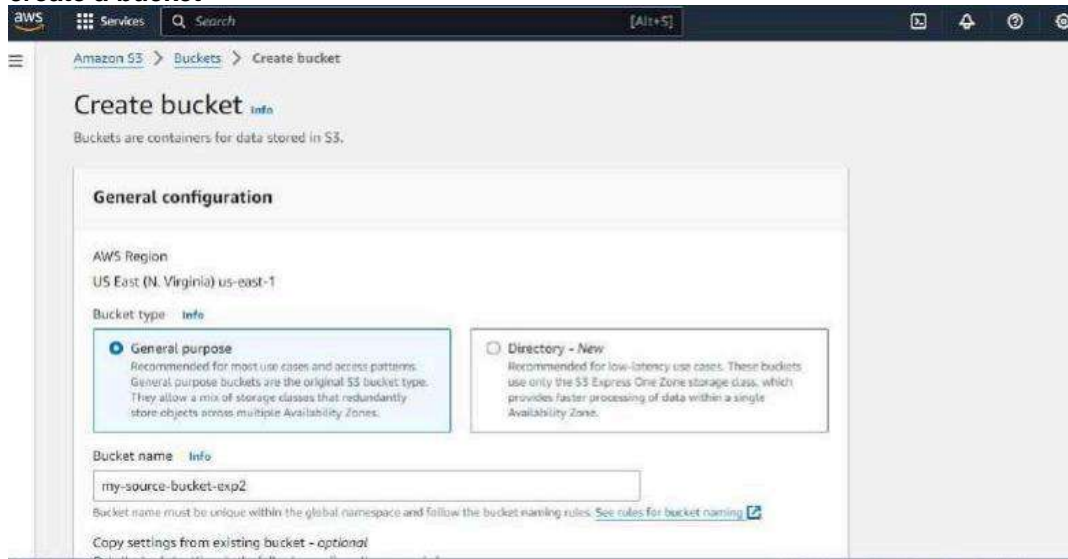 create a bucket
aws Services Search [Alt+S]
Amazon S3 > Buckets > Create bucket
Create bucket Info
Buckets are containers for data stored in S3.
General configuration
AWS Region
US East (N. Virginia) us-east-1
Bucket type Info
General purpose
Recommended for most use cases and access patterns.
General purpose buckets are the original S3 bucket type.
They allow a mix of storage classes that redundantly
store objects across multiple Availability Zones.
Directory - New
Recommended for low-latency use cases. These buckets
use only the S3 Express One Zone storage class, which
provides faster processing of data within a single
Availability Zone.
Bucket name Info
my-source-bucket-exp2
Bucket name must be unique within the global namespace and follow the bucket naming rules. See rules for bucket naming
Copy settings from existing bucket - optional